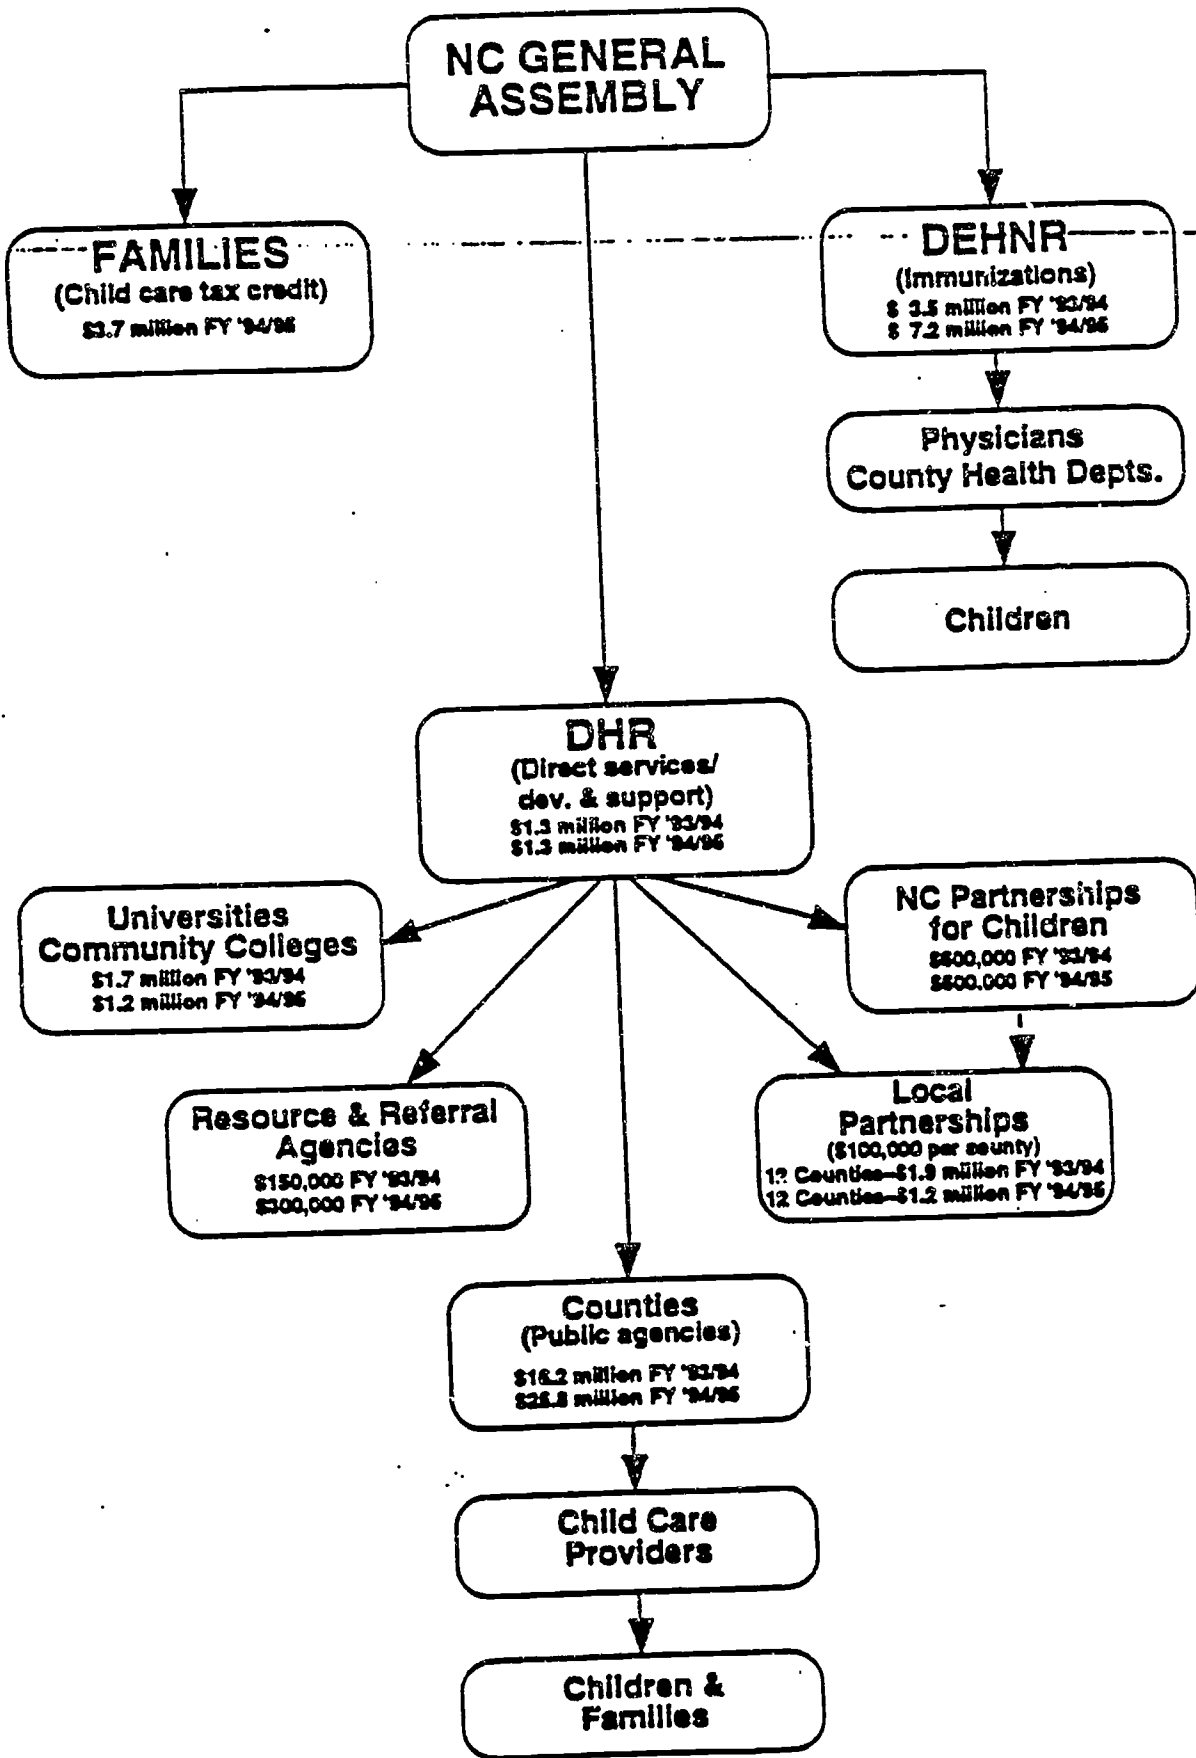 NC GENERAL
ASSEMBLY
FAMILIES
(Child care tax credit)
$3.7 million FY '94/95
DEHNR
(Immunizations)
$ 3.5 million FY '93/94
$ 7.2 million FY '94/95
Physicians
County Health Depts.
Children
DHR
(Direct services/
dev. & support)
$1.3 million FY '93/94
$1.3 million FY '94/95
Universities
Community Colleges
$1.7 million FY '93/94
$1.2 million FY '94/95
NC Partnerships
for Children
FY '93/94
FY '94/95
Resource & Referral
Agencies
$150,000 FY '93/94
$300,000 FY '94/95
Local
Partnerships
($100,000 per county)
12 Counties–$1.9 million FY '93/94
12 Counties–$1.2 million FY '94/95
Counties
(Public agencies)
million FY '93/94
million FY '94/95
Child Care
Providers
Children &
Families